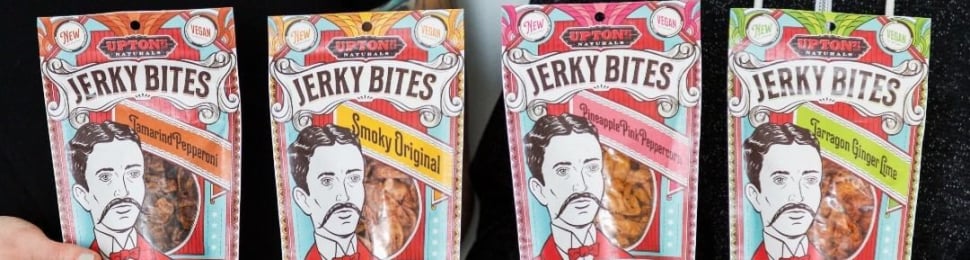 New
VEGAN
UPTON'S
NATURALS
JERKY BITES
Tamarind Pepperoni
New
VEGAN
UPTON'S
NATURALS
JERKY BITES
Smoky Original
New
VEGAN
UPTON'S
NATURALS
JERKY BITES
Pineapple Pink Peppercorn
New
VEGAN
UPTON'S
NATURALS
JERKY BITES
Tarragon Ginger Lime